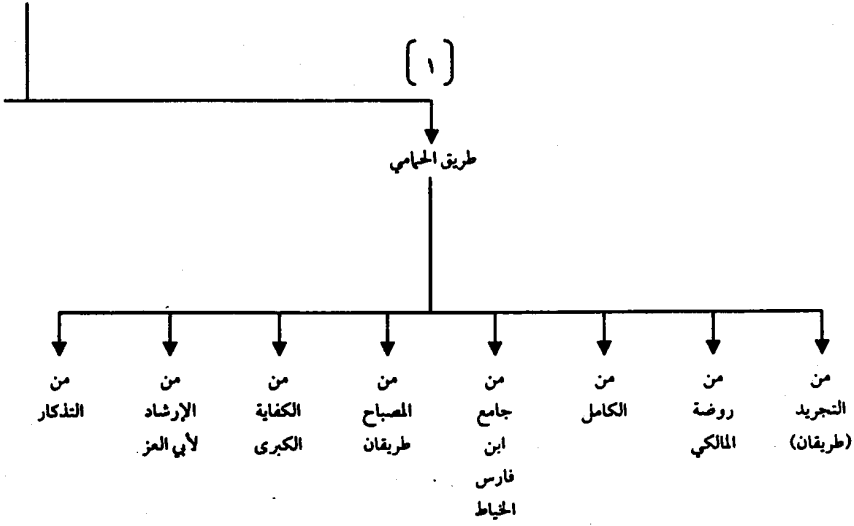 [١]
طريق الحمامي
من
التجريد
(طريقان)
من
روضة
المالكي
من
الكامل
من
جامع
ابن
فارس
الخياط
من
المصباح
طريقان
من
الكفاية
الكبرى
من
الإرشاد
لأبي العز
من
التذكار